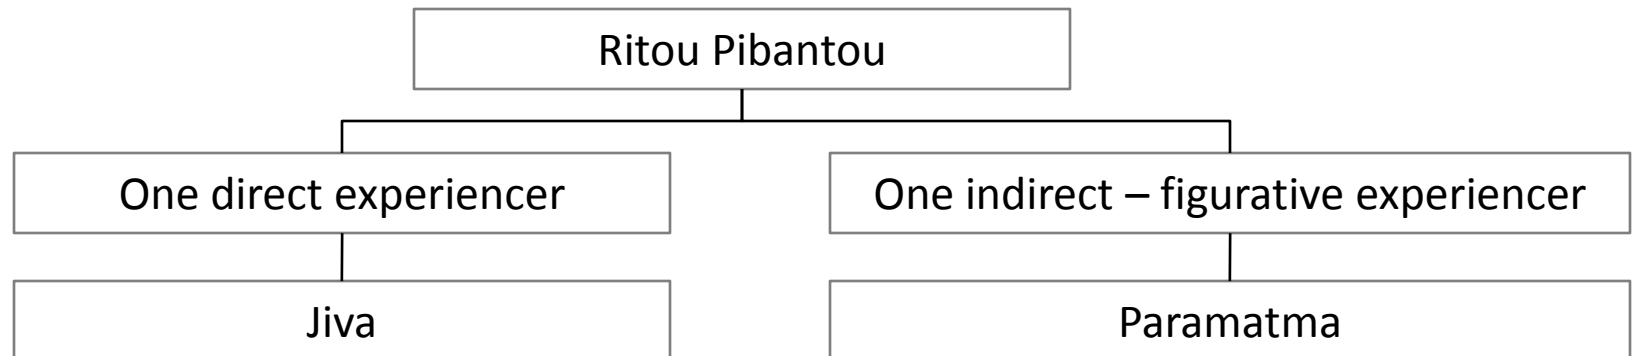 Ritou Pibantou
One direct experiencer
One indirect – figurative experiencer
Jiva
Paramatma